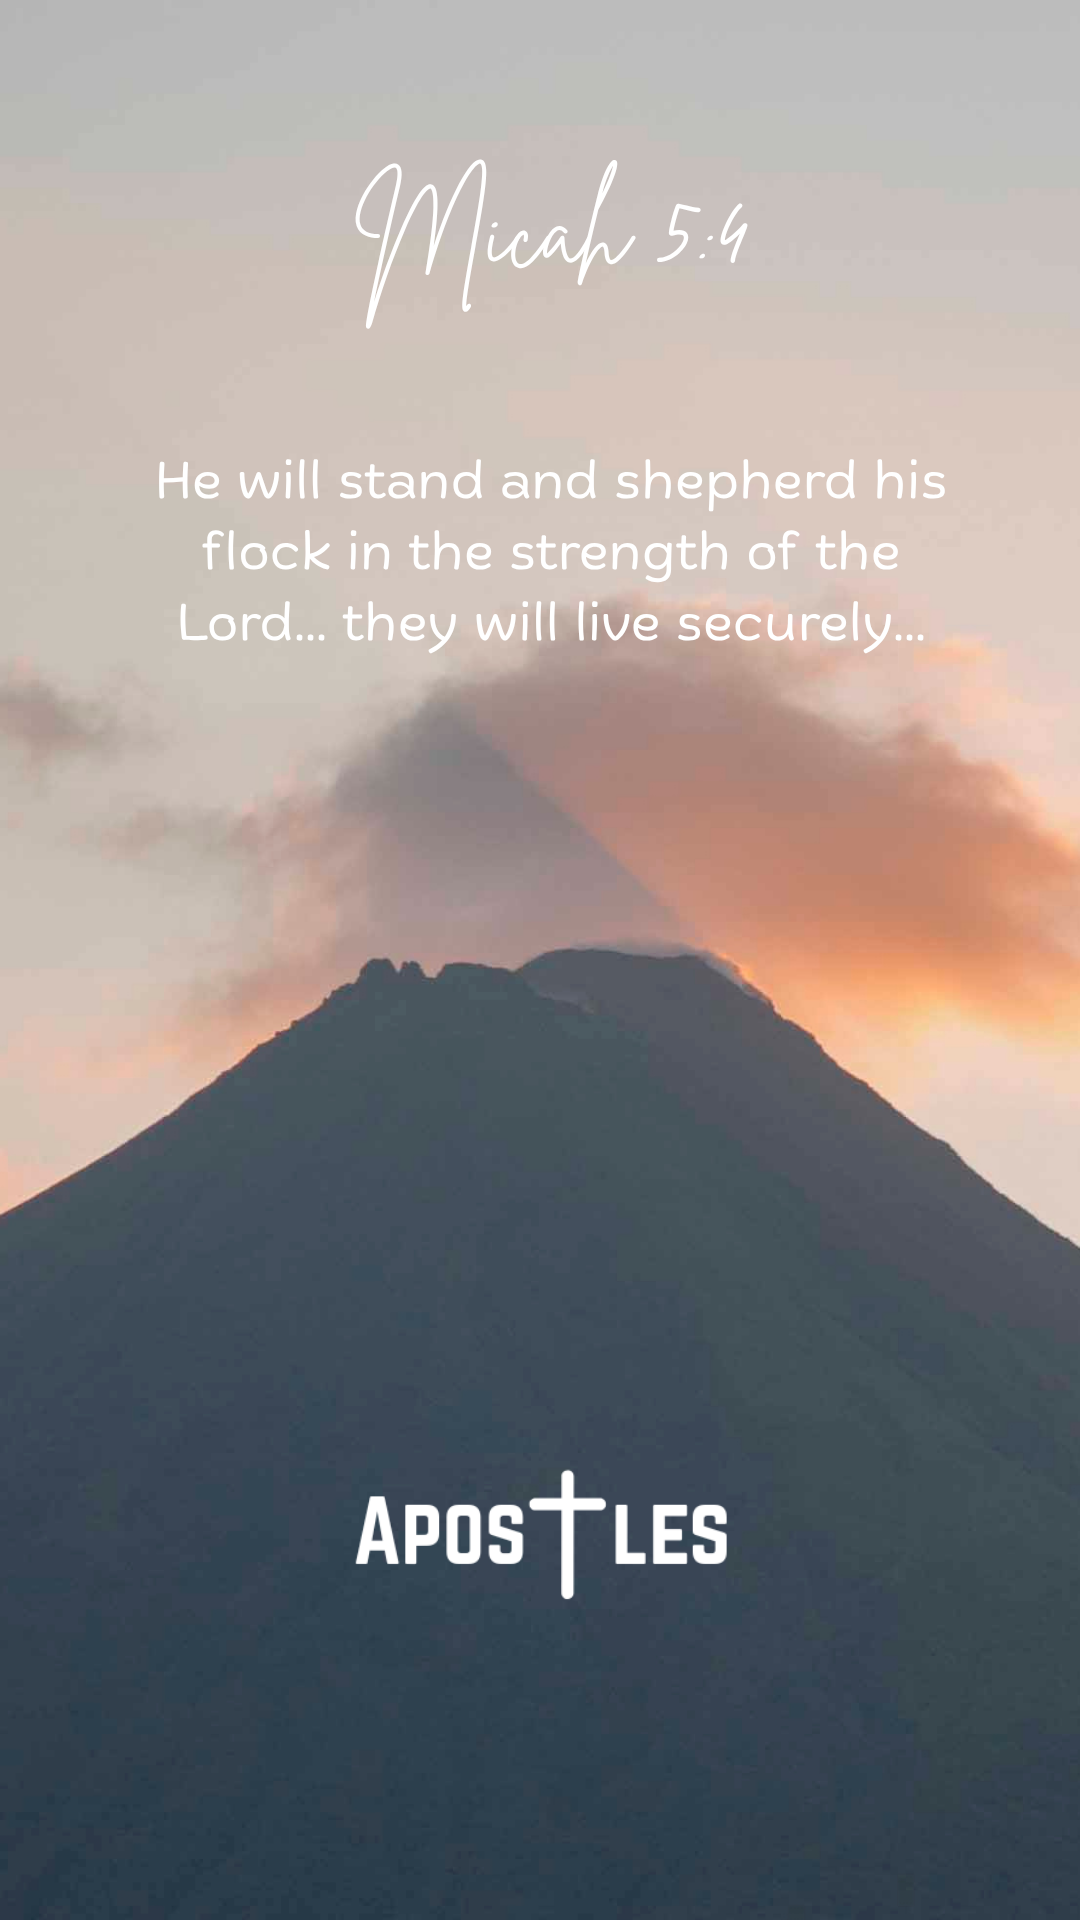 Micah 5:4
He will stand and shepherd his
flock in the strength of the
Lord... they will live securely...
APOSTLES